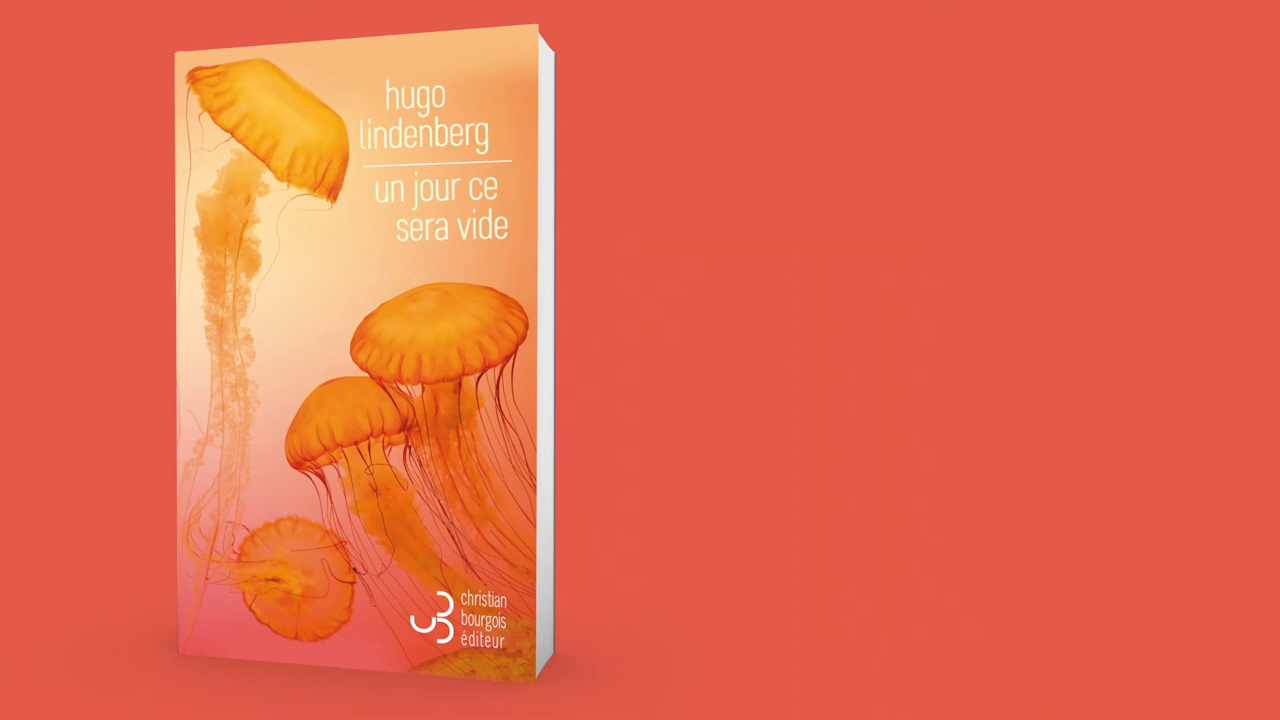 hugo
lindenberg
un jour ce
sera vide
christian
bourgois
éditeur